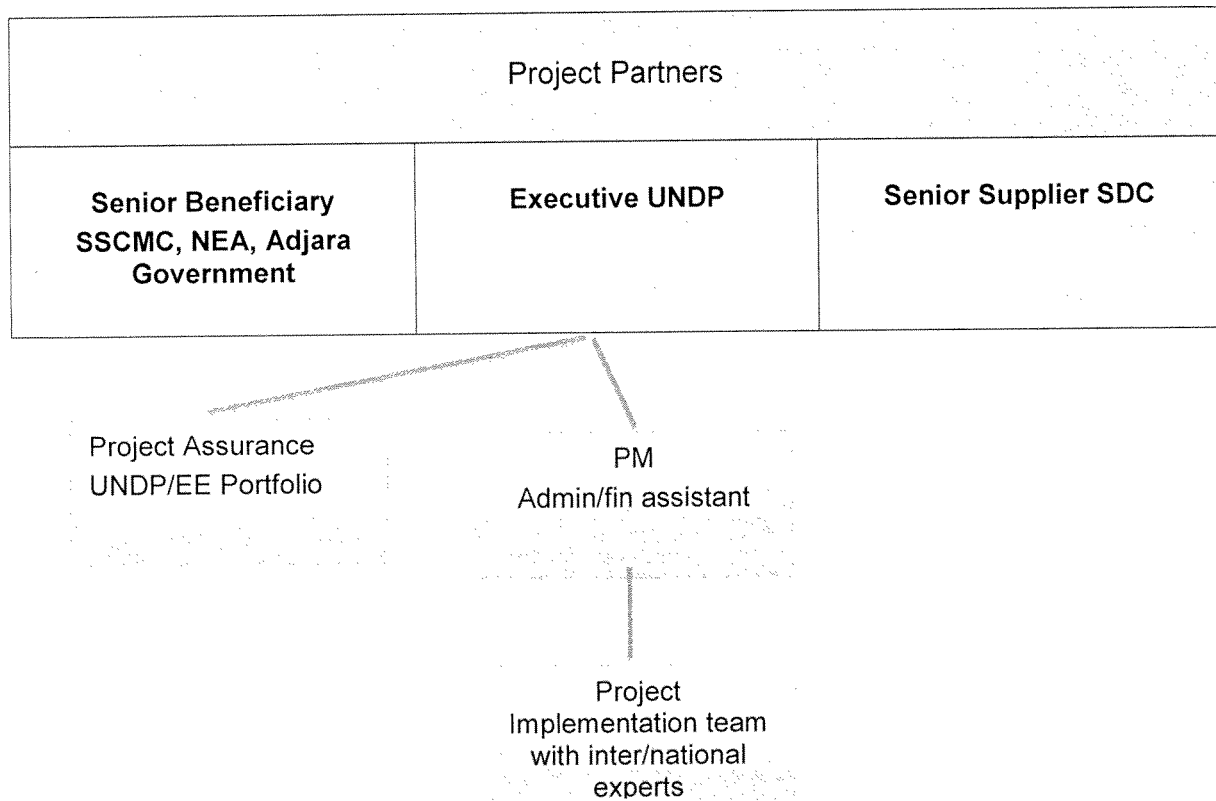 Project Partners
Senior Beneficiary
SSCMC, NEA, Adjara
Government
Executive UNDP
Senior Supplier SDC
Project Assurance
UNDP/EE Portfolio
PM
Admin/fin assistant
Project
Implementation team
with inter/national
experts